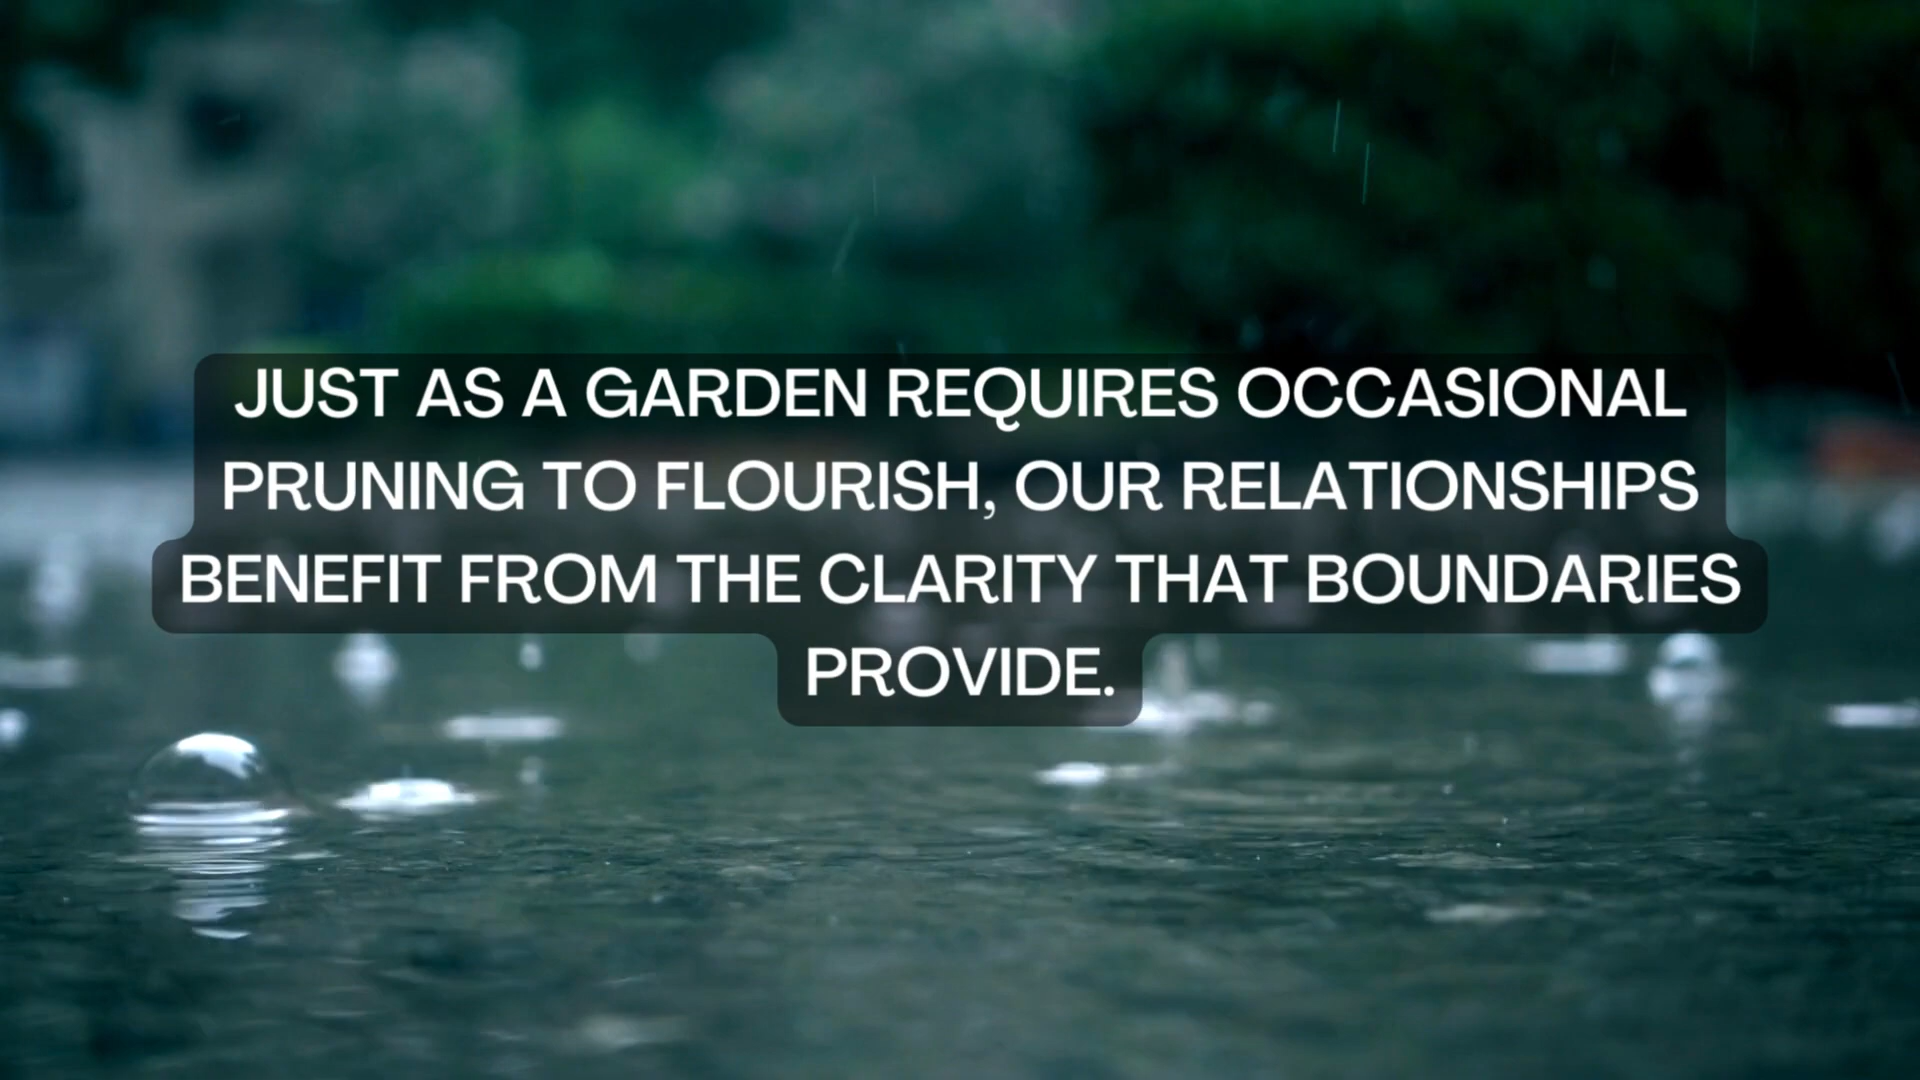 JUST AS A GARDEN REQUIRES OCCASIONAL
PRUNING TO FLOURISH, OUR RELATIONSHIPS
BENEFIT FROM THE CLARITY THAT BOUNDARIES
PROVIDE.